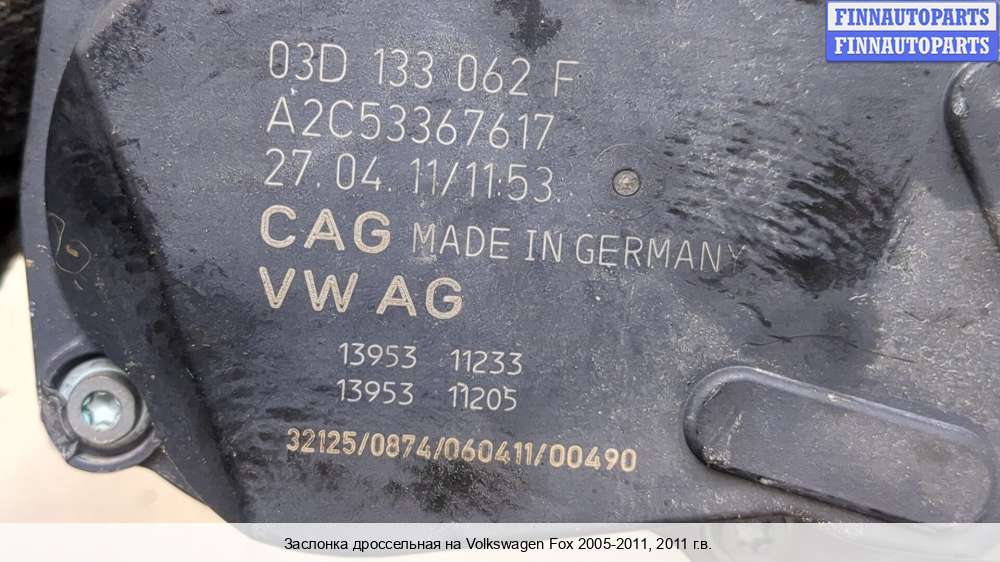 FINNAUTOPARTS
FINNAUTOPARTS
03D 133 062 F
A2C53367617
27.04.11/11:53.
CAG MADE IN GERMANY
VW AG
13953 11233
13953 11205
32125/0874/060411/00490
Заслонка дроссельная на Volkswagen Fox 2005-2011, 2011 г.в.